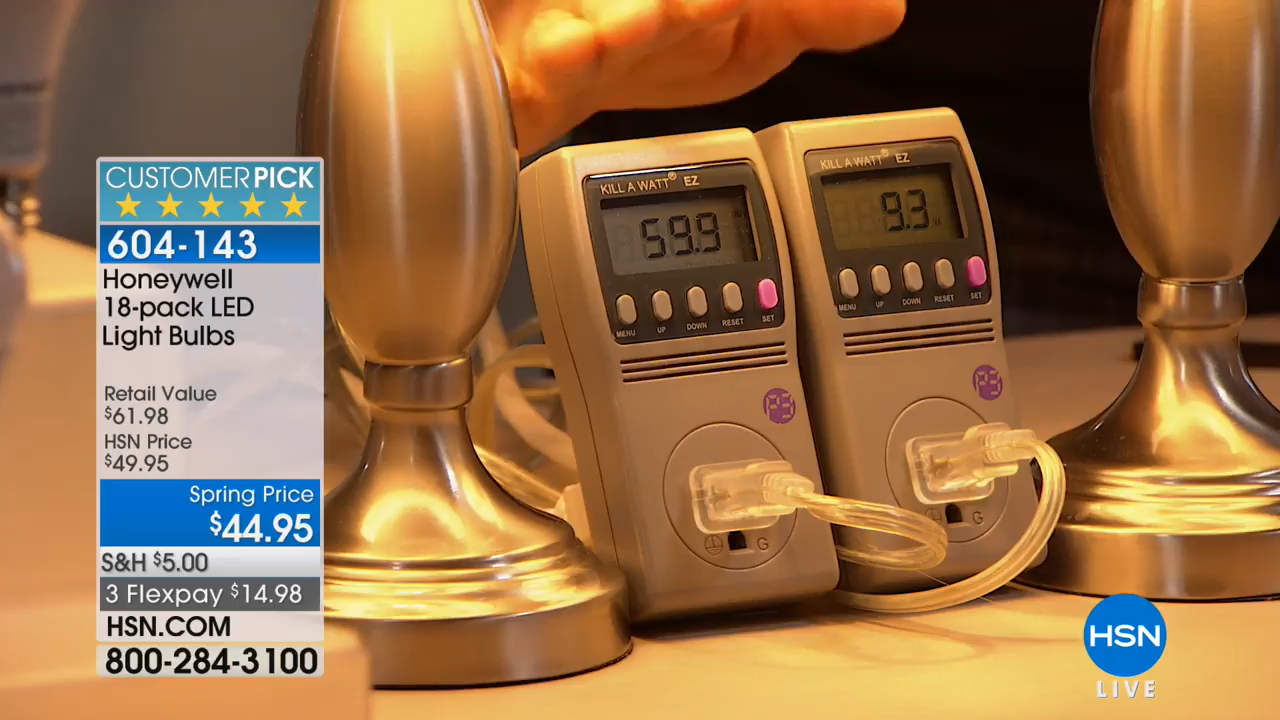 CUSTOMER PICK
604-143
Honeywell
18-pack LED
Light Bulbs
Retail Value
$61.98
HSN Price
$49.95
Spring Price
$44.95
S&H $5.00
3 Flexpay $14.98
HSN.COM
800-284-3100
KILL A WATT® EZ
59.9
MENU UP DOWN RESET SET
P3
G
KILL A WATT® EZ
9.3
MENU UP DOWN RESET SET
P3
G
HSN
LIVE